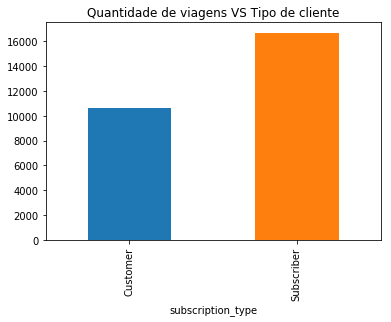 Quantidade de viagens VS Tipo de cliente
16000
14000
12000
10000
8000
6000
4000
2000
0
Customer
Subscriber
subscription_type